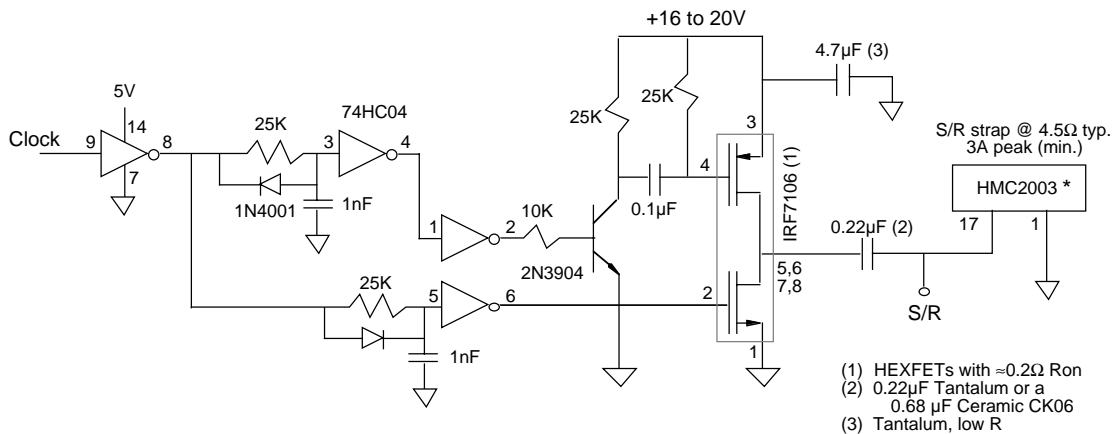 +16 to 20V
4.7µF (3)
5V
74HC04
Clock
9
14
8
7
25K
3
4
1N4001
1nF
25K
25K
0.1µF
3
4
IRF7106 (1)
S/R strap @ 4.5Ω typ.
3A peak (min.)
HMC2003 *
17
1
0.22µF (2)
1
2
10K
2N3904
5,6
7,8
S/R
25K
5
6
1nF
2
1
(1) HEXFETs with ≈0.2Ω Ron
(2) 0.22µF Tantalum or a
0.68 µF Ceramic CK06
(3) Tantalum, low R